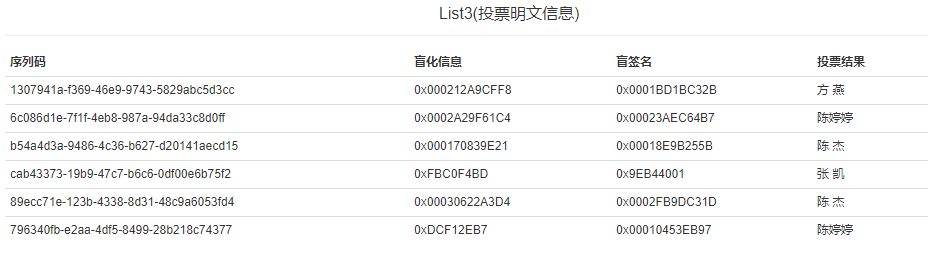 List3(投票明文信息)
序列码 盲化信息 盲签名 投票结果
1307941a-f369-46e9-9743-5829abc5d3cc 0x000212A9CFF8 0x0001BD1BC32B 方 燕
6c086d1e-7f1f-4eb8-987a-94da33c8d0ff 0x0002A29F61C4 0x00023AEC64B7 陈婷婷
b54a4d3a-9486-4c36-b627-d20141aecd15 0x000170839E21 0x00018E9B255B 陈 杰
cab43373-19b9-47c7-b6c6-0df00e6b75f2 0xFBC0F4BD 0x9EB44001 张 凯
89ecc71e-123b-4338-8d31-48c9a6053fd4 0x00030622A3D4 0x0002FB9DC31D 陈 杰
796340fb-e2aa-4df5-8499-28b218c74377 0xDCF12EB7 0x00010453EB97 陈婷婷